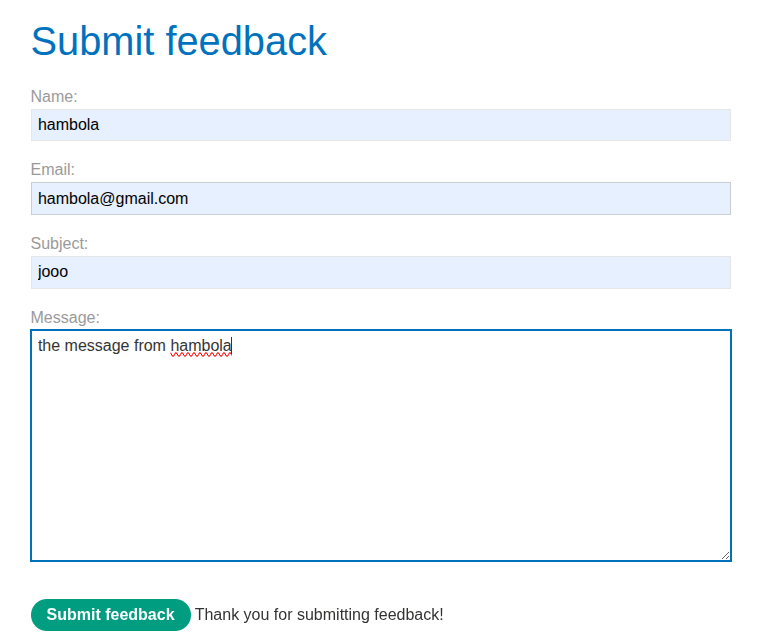 Submit feedback
Name:
hambola
Email:
hambola@gmail.com
Subject:
jooo
Message:
the message from hambola
Submit feedback Thank you for submitting feedback!